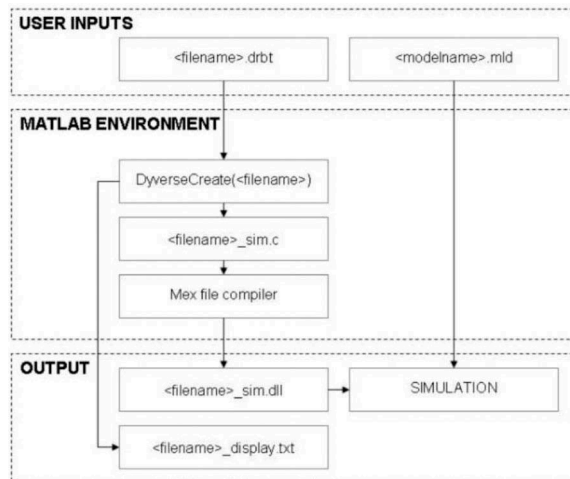 USER INPUTS
<filename>.drbt
<modelname>.mld
MATLAB ENVIRONMENT
DyverseCreate(<filename>)
<filename>_sim.c
Mex file compiler
OUTPUT
<filename>_sim.dll
SIMULATION
<filename>_display.txt